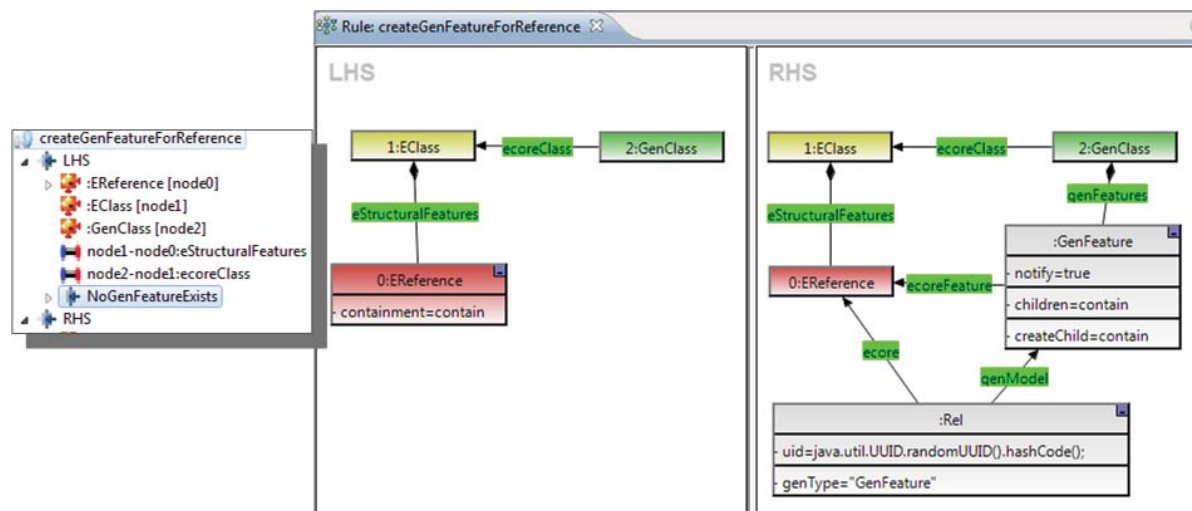 Rule: createGenFeatureForReference
LHS
1:EClass
ecoreClass
2:GenClass
eStructuralFeatures
0:EReference
- containment=contain
RHS
1:EClass
ecoreClass
2:GenClass
eStructuralFeatures
genFeatures
:GenFeature
- notify=true
- children=contain
- createChild=contain
0:EReference
ecoreFeature
ecore
genModel
:Rel
- uid=java.util.UUID.randomUUID().hashCode();
- genType="GenFeature"
createGenFeatureForReference
LHS
:EReference [node0]
:EClass [node1]
:GenClass [node2]
node1-node0:eStructuralFeatures
node2-node1:ecoreClass
NoGenFeatureExists
RHS